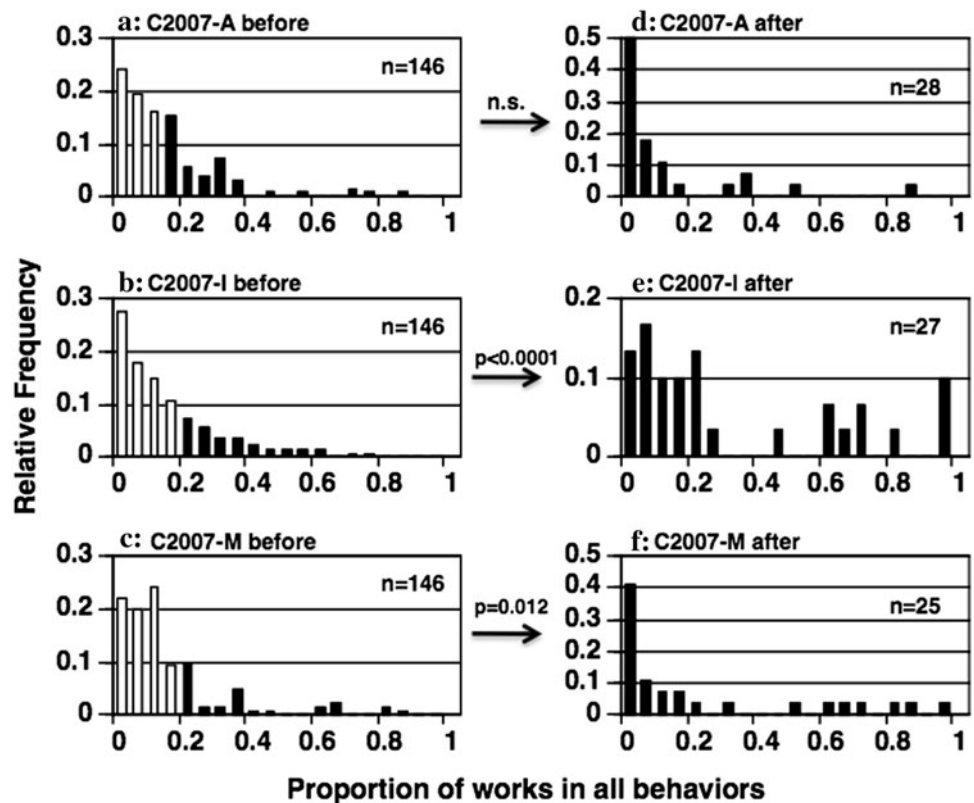 a: C2007-A before
0.3
0.2
0.1
0
n=146
0 0.2 0.4 0.6 0.8 1
n.s.
d: C2007-A after
0.5
0.4
0.3
0.2
0.1
0
n=28
0 0.2 0.4 0.6 0.8 1
Relative Frequency
b: C2007-I before
0.3
0.2
0.1
0
n=146
0 0.2 0.4 0.6 0.8 1
p<0.0001
e: C2007-I after
0.2
0.1
0
n=27
0 0.2 0.4 0.6 0.8 1
c: C2007-M before
0.3
0.2
0.1
0
n=146
0 0.2 0.4 0.6 0.8 1
p=0.012
f: C2007-M after
0.5
0.4
0.3
0.2
0.1
0
n=25
0 0.2 0.4 0.6 0.8 1
Proportion of works in all behaviors